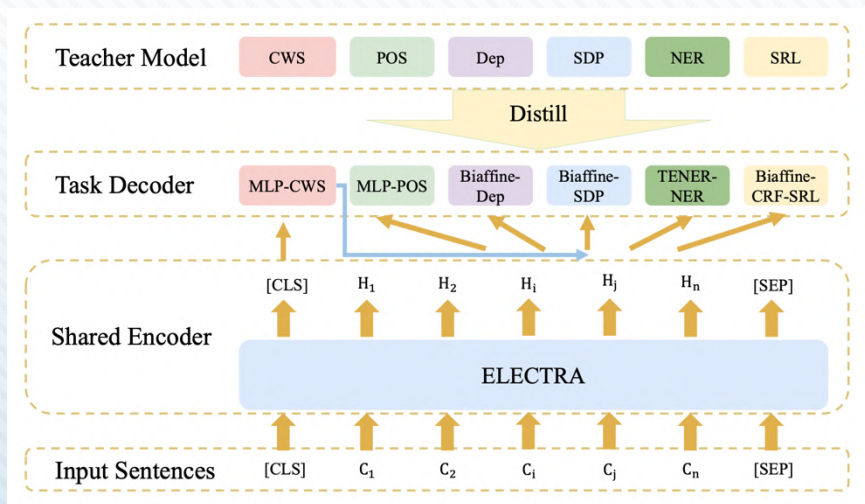 Teacher Model CWS POS Dep SDP NER SRL
Distill
Task Decoder MLP-CWS MLP-POS Biaffine-Dep Biaffine-SDP TENER-NER Biaffine-CRF-SRL
[CLS] H₁ H₂ Hᵢ Hⱼ Hₙ [SEP]
Shared Encoder
ELECTRA
Input Sentences [CLS] C₁ C₂ Cᵢ Cⱼ Cₙ [SEP]